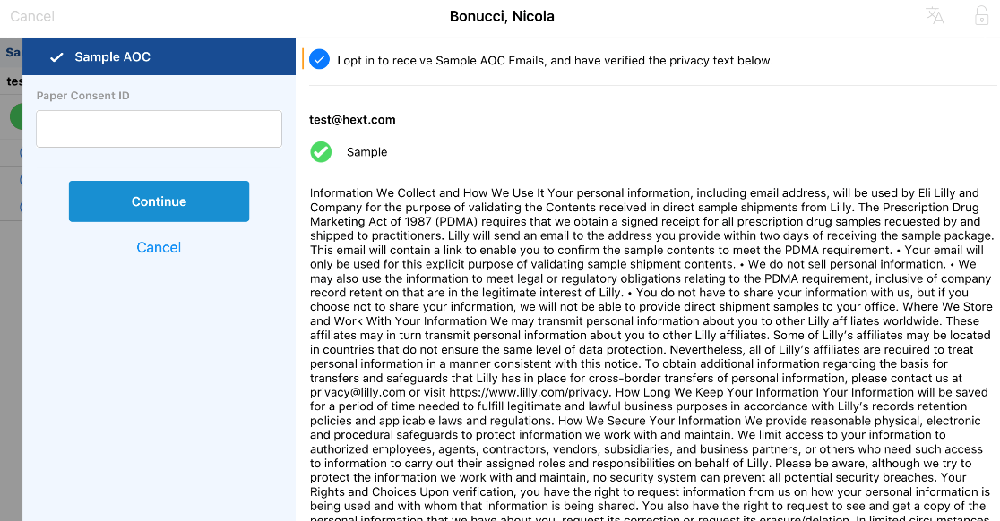 Cancel
Bonucci, Nicola
Sample AOC
Paper Consent ID
Continue
Cancel
I opt in to receive Sample AOC Emails, and have verified the privacy text below.
test@hext.com
Sample
Information We Collect and How We Use It Your personal information, including email address, will be used by Eli Lilly and
Company for the purpose of validating the Contents received in direct sample shipments from Lilly. The Prescription Drug
Marketing Act of 1987 (PDMA) requires that we obtain a signed receipt for all prescription drug samples requested by and
shipped to practitioners. Lilly will send an email to the address you provide within two days of receiving the sample package.
This email will contain a link to enable you to confirm the sample contents to meet the PDMA requirement. • Your email will
only be used for this explicit purpose of validating sample shipment contents. • We do not sell personal information. • We
may also use the information to meet legal or regulatory obligations relating to the PDMA requirement, inclusive of company
record retention that are in the legitimate interest of Lilly. • You do not have to share your information with us, but if you
choose not to share your information, we will not be able to provide direct shipment samples to your office. Where We Store
and Work With Your Information We may transmit personal information about you to other Lilly affiliates worldwide. These
affiliates may in turn transmit personal information about you to other Lilly affiliates. Some of Lilly's affiliates may be located
in countries that do not ensure the same level of data protection. Nevertheless, all of Lilly's affiliates are required to treat
personal information in a manner consistent with this notice. To obtain additional information regarding the basis for
transfers and safeguards that Lilly has in place for cross-border transfers of personal information, please contact us at
privacy@lilly.com or visit https://www.lilly.com/privacy. How Long We Keep Your Information Your Information will be saved
for a period of time needed to fulfill legitimate and lawful business purposes in accordance with Lilly's records retention
policies and applicable laws and regulations. How We Secure Your Information We provide reasonable physical, electronic
and procedural safeguards to protect information we work with and maintain. We limit access to your information to
authorized employees, agents, contractors, vendors, subsidiaries, and business partners, or others who need such access
to information to carry out their assigned roles and responsibilities on behalf of Lilly. Please be aware, although we try to
protect the information we work with and maintain, no security system can prevent all potential security breaches. Your
Rights and Choices Upon verification, you have the right to request information from us on how your personal information is
being used and with whom that information is being shared. You also have the right to request to see and get a copy of the
personal information that we have about you, request its correction or request its erasure/deletion. In limited circumstances